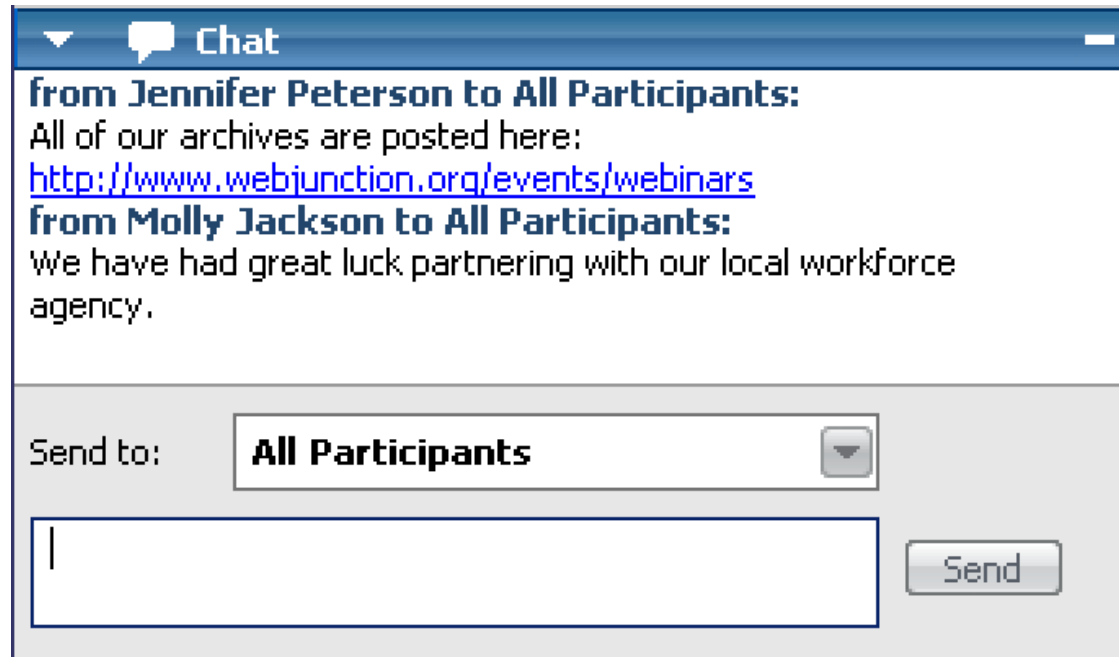 Chat
from Jennifer Peterson to All Participants:
All of our archives are posted here:
http://www.webjunction.org/events/webinars
from Molly Jackson to All Participants:
We have had great luck partnering with our local workforce
agency.
Send to:
All Participants
Send